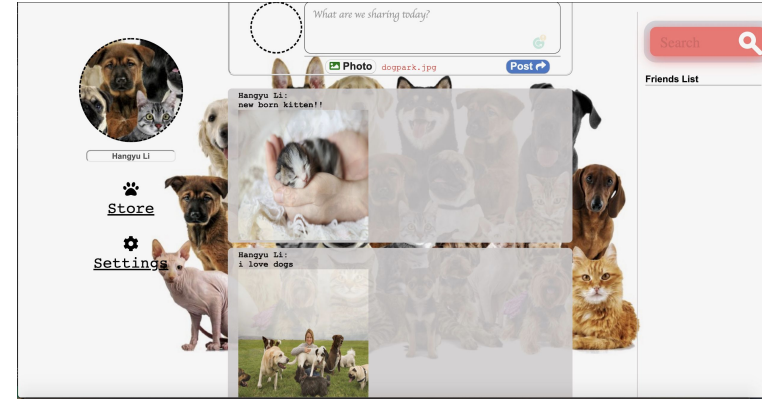 What are we sharing today?
Photo dogpark.jpg Post
Search
Friends List
Hangyu Li
Store
Settings
Hangyu Li:
new born kitten!!
Hangyu Li:
i love dogs